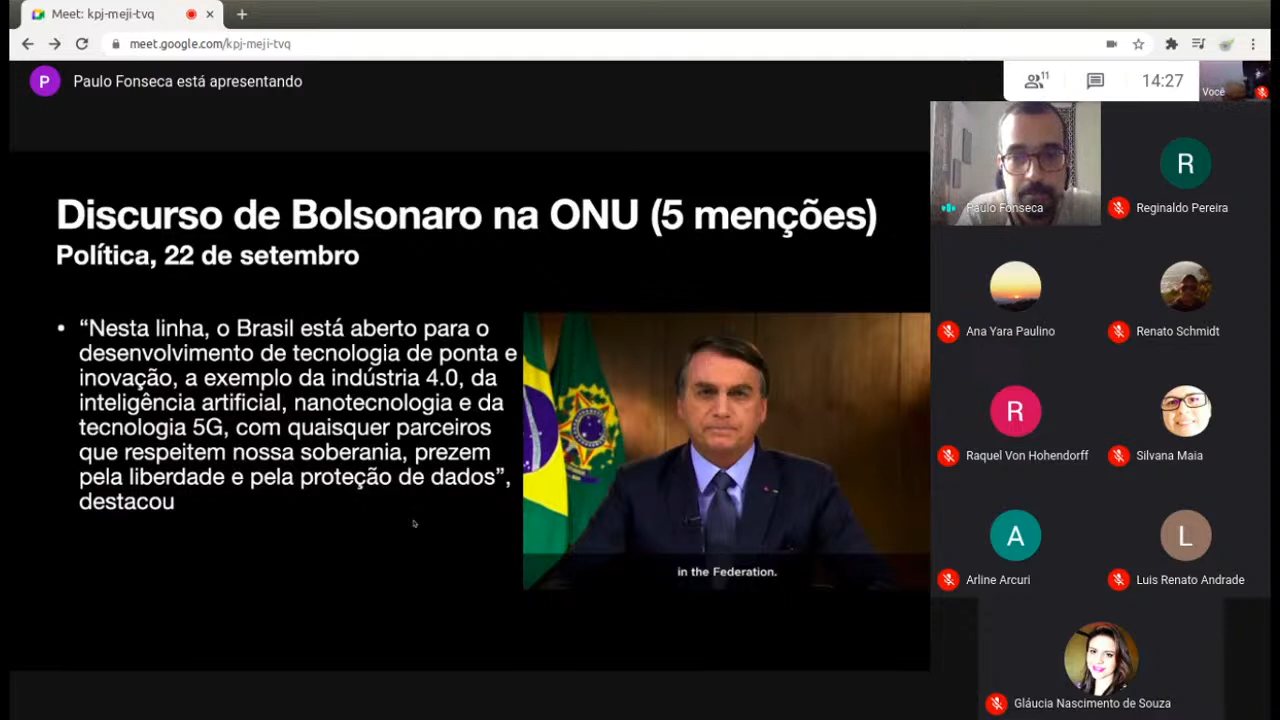 Meet: kpj-meji-tvq
meet.google.com/kpj-meji-tvq
P
Paulo Fonseca está apresentando
11
14:27
Você
Discurso de Bolsonaro na ONU (5 menções)
Política, 22 de setembro
• “Nesta linha, o Brasil está aberto para o
desenvolvimento de tecnologia de ponta e
inovação, a exemplo da indústria 4.0, da
inteligência artificial, nanotecnologia e da
tecnologia 5G, com quaisquer parceiros
que respeitem nossa soberania, prezem
pela liberdade e pela proteção de dados”,
destacou
in the Federation.
Paulo Fonseca
R
Reginaldo Pereira
Ana Yara Paulino
Renato Schmidt
R
Raquel Von Hohendorff
Silvana Maia
A
Arline Arcuri
L
Luis Renato Andrade
Gláucia Nascimento de Souza